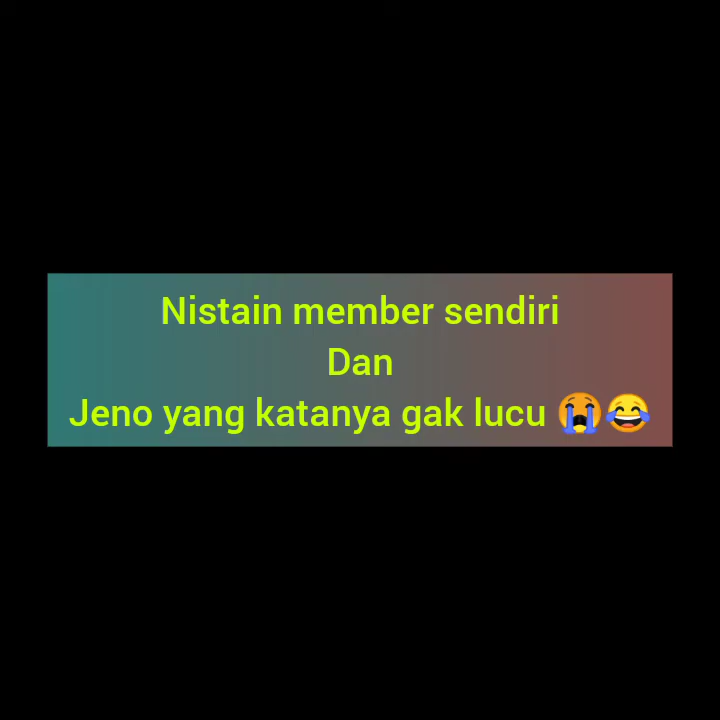 Nistain member sendiri
Dan
Jeno yang katanya gak lucu 😭😂